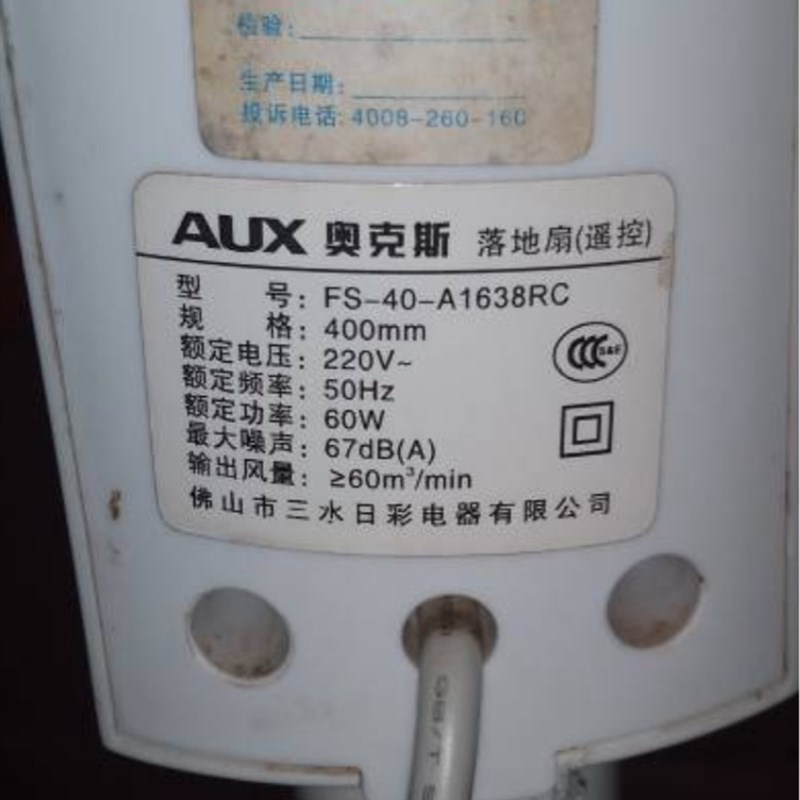 检验:
生产日期:
投诉电话: 4008-260-160
AUX 奥克斯 落地扇(遥控)
型号: FS-40-A1638RC
规格: 400mm
额定电压: 220V~
额定频率: 50Hz
额定功率: 60W
最大噪声: 67dB(A)
输出风量: ≥60m³/min
佛山市三水日彩电器有限公司
CCC S&E
GB/T